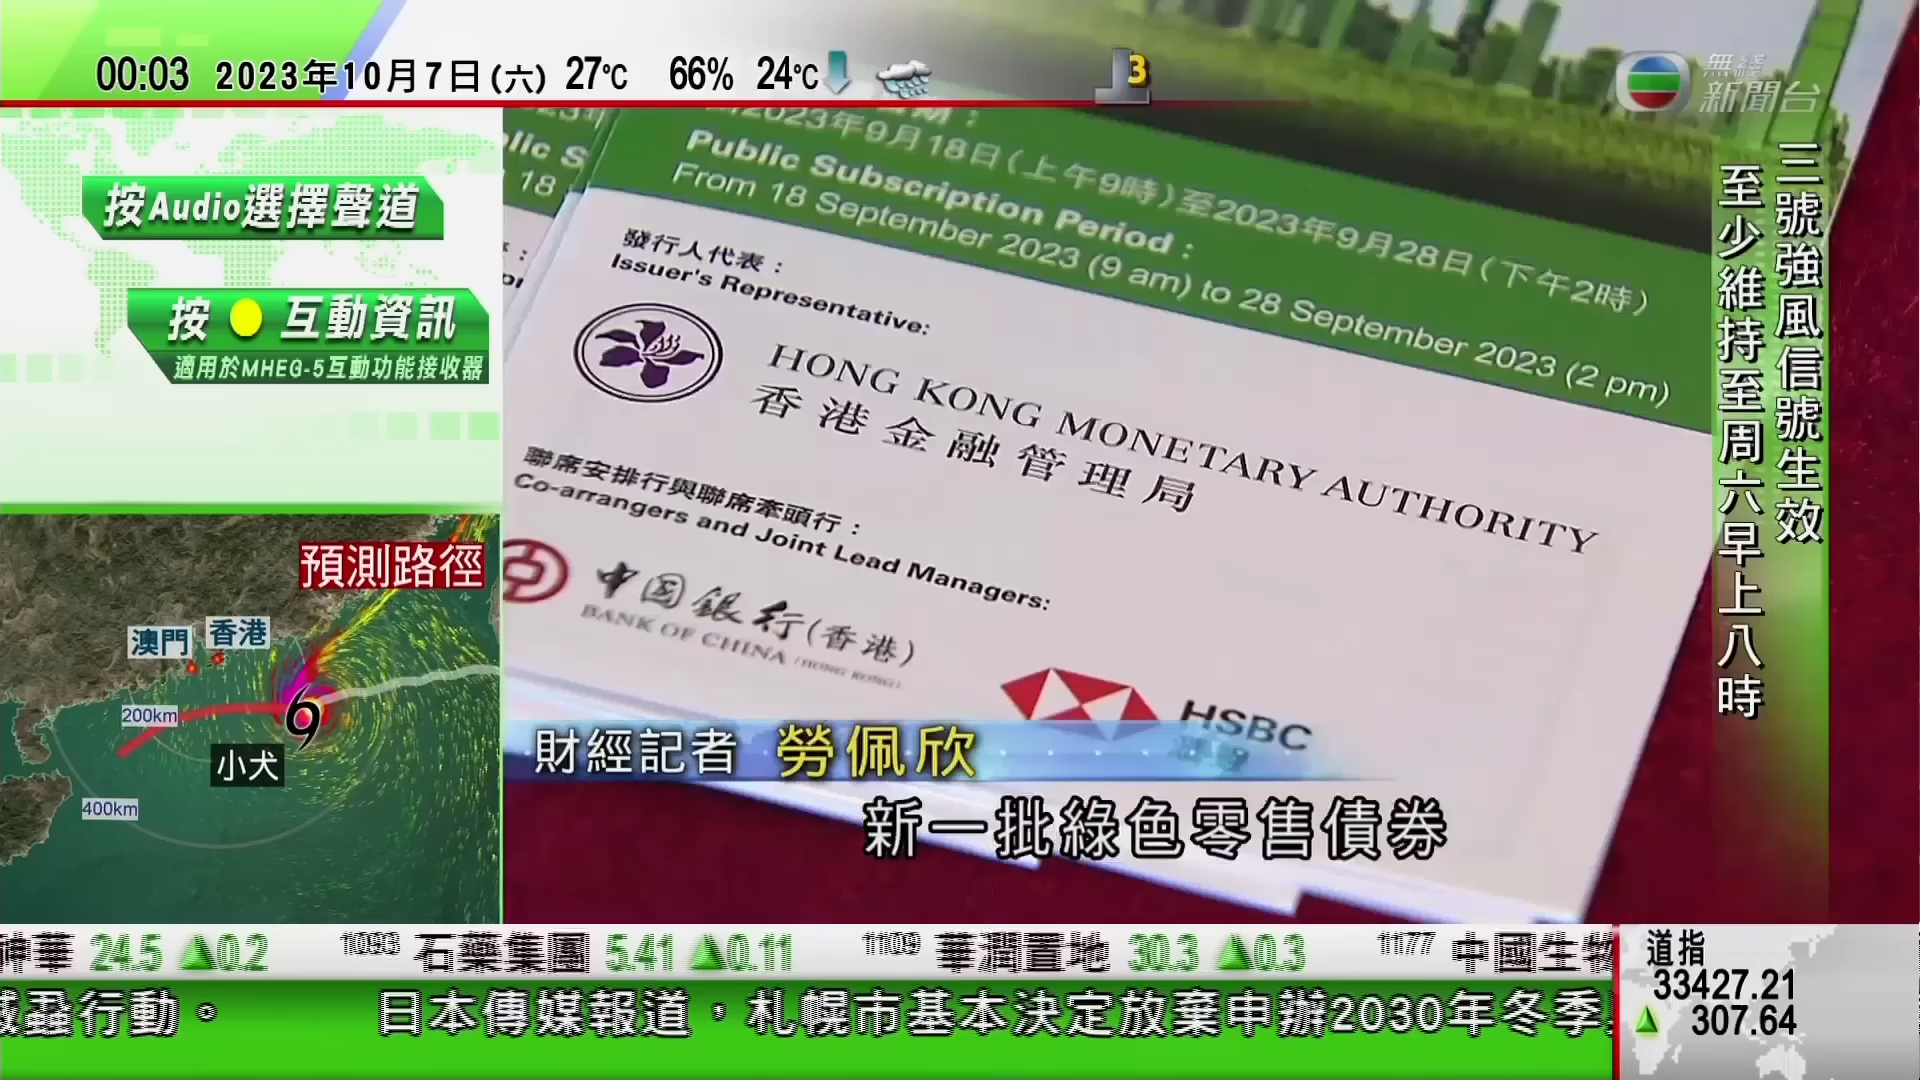 00:03 2023年10月7日(六) 27℃ 66% 24℃ 3
無綫
新聞台
三號強風信號生效
至少維持至周六早上八時
按Audio選擇聲道
按 互動資訊
適用於MHEG-5互動功能接收器
預測路徑
澳門 香港
200km
小犬
400km
2023年9月18日(上午9時)至2023年9月28日(下午2時)
Public Subscription Period :
From 18 September 2023 (9 am) to 28 September 2023 (2 pm)
發行人代表：
Issuer's Representative:
HONG KONG MONETARY AUTHORITY
香港金融管理局
聯席安排行與聯席牽頭行：
Co-arrangers and Joint Lead Managers:
中国銀行(香港)
BANK OF CHINA (HONG KONG)
HSBC
財經記者 勞佩欣
新一批綠色零售債券
神華 24.5 ▲0.2 1093 石藥集團 5.41 ▲0.11 1109 華潤置地 30.3 ▲0.3 1177 中國生物
行動。 日本傳媒報道，札幌市基本決定放棄申辦2030年冬季
道指
33427.21
▲ 307.64